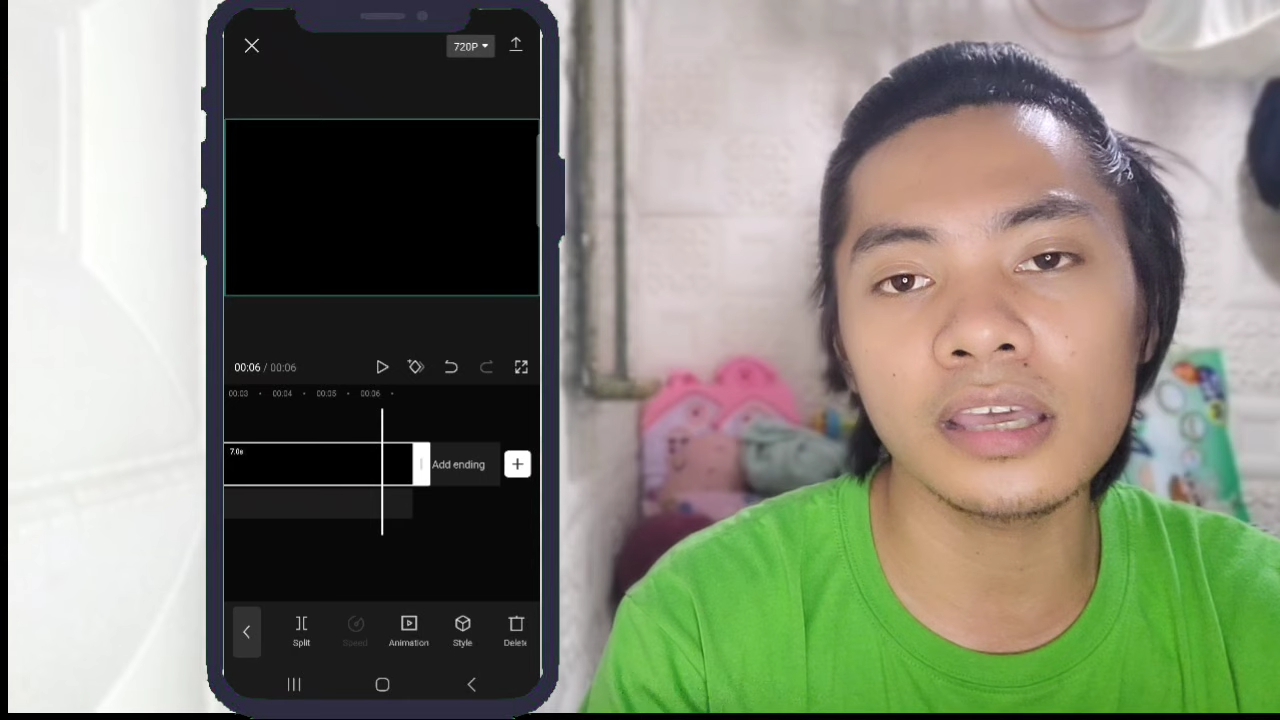 720P
00:06 / 00:06
00:03 00:04 00:05 00:06
7.0s
Add ending
Split Speed Animation Style Delete